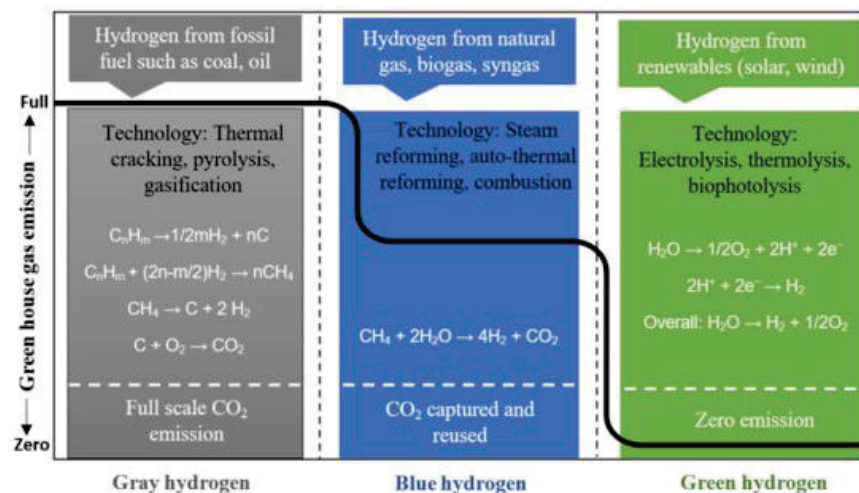 Hydrogen from fossil
fuel such as coal, oil
Hydrogen from natural
gas, biogas, syngas
Hydrogen from
renewables (solar, wind)
Full
Green house gas emission
Zero
Technology: Thermal
cracking, pyrolysis,
gasification
CₙHₘ →1/2mH₂ + nC
CₙHₘ + (2n-m/2)H₂ → nCH₄
CH₄ → C + 2 H₂
C + O₂ → CO₂
Full scale CO₂
emission
Technology: Steam
reforming, auto-thermal
reforming, combustion
CH₄ + 2H₂O → 4H₂ + CO₂
CO₂ captured and
reused
Technology:
Electrolysis, thermolysis,
biophotolysis
H₂O → 1/2O₂ + 2H⁺ + 2e⁻
2H⁺ + 2e⁻ → H₂
Overall: H₂O → H₂ + 1/2O₂
Zero emission
Gray hydrogen
Blue hydrogen
Green hydrogen